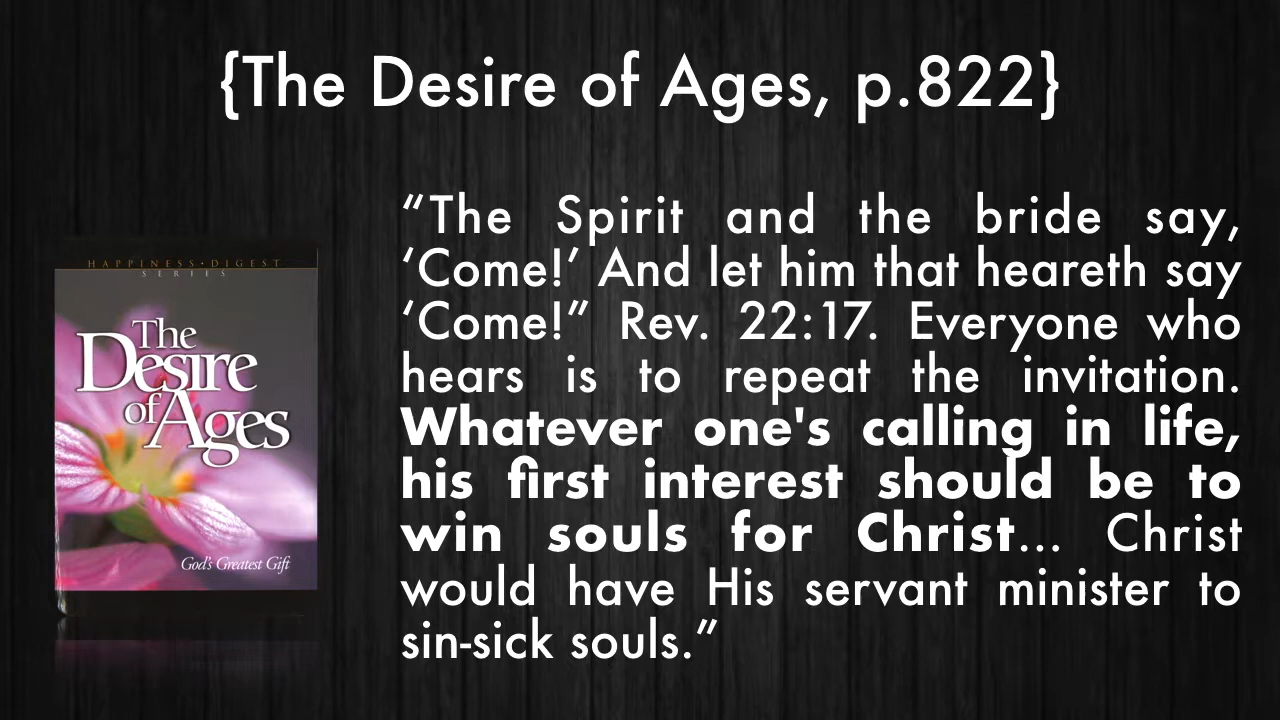 {The Desire of Ages, p.822}
“The Spirit and the bride say,
‘Come!’ And let him that heareth say
‘Come!” Rev. 22:17. Everyone who
hears is to repeat the invitation.
Whatever one's calling in life,
his first interest should be to
win souls for Christ... Christ
would have His servant minister to
sin-sick souls.”
HAPPINESS•DIGEST
SERIES
The
Desire
of Ages
God's Greatest Gift